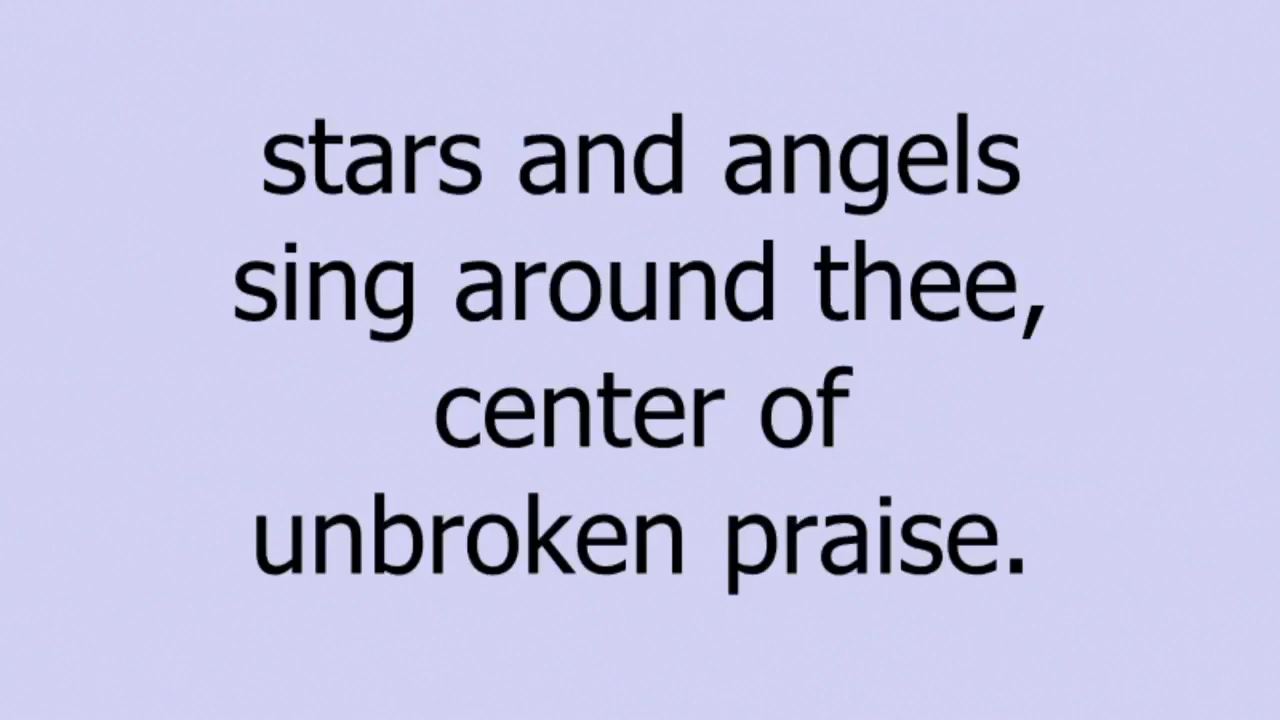 stars and angels
sing around thee,
center of
unbroken praise.